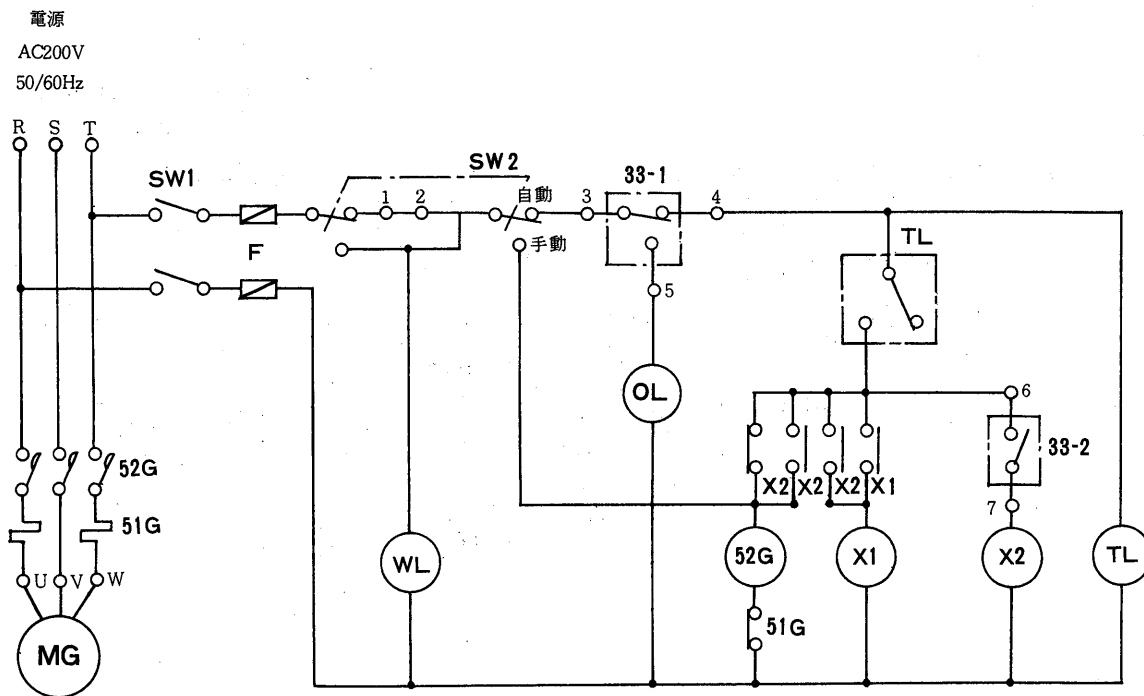 電源
AC200V
50/60Hz
R S T
SW1
F
SW2
1 2
自動
手動
3
33-1
4
5
TL
OL
6
33-2
7
X2 X2 X2 X1
52G
51G
U V W
MG
WL
52G
51G
X1
X2
TL